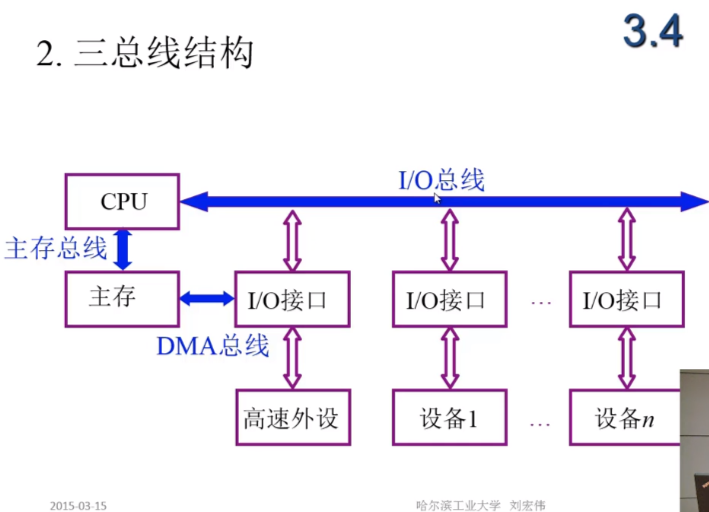 3.4
2. 三总线结构
I/O总线
CPU
主存总线
主存
I/O接口
I/O接口
…
I/O接口
DMA总线
高速外设
设备1
…
设备n
2015-03-15
哈尔滨工业大学 刘宏伟